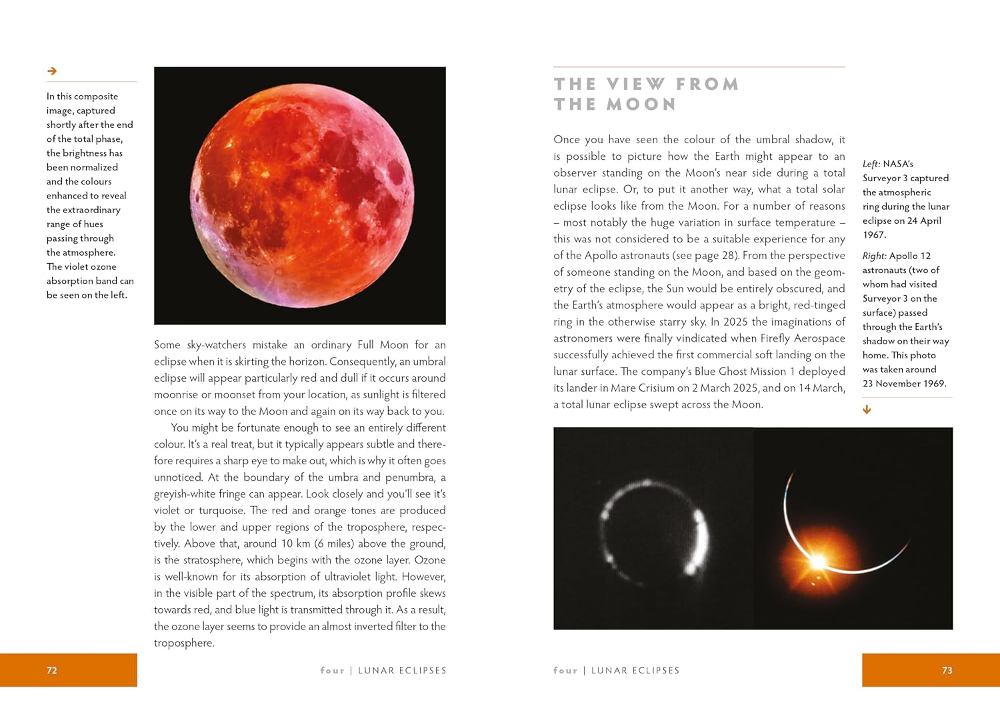 In this composite
image, captured
shortly after the end
of the total phase,
the brightness has
been normalized
and the colours
enhanced to reveal
the extraordinary
range of hues
passing through
the atmosphere.
The violet ozone
absorption band can
be seen on the left.
Some sky-watchers mistake an ordinary Full Moon for an
eclipse when it is skirting the horizon. Consequently, an umbral
eclipse will appear particularly red and dull if it occurs around
moonrise or moonset from your location, as sunlight is filtered
once on its way to the Moon and again on its way back to you.
You might be fortunate enough to see an entirely different
colour. It's a real treat, but it typically appears subtle and there-
fore requires a sharp eye to make out, which is why it often goes
unnoticed. At the boundary of the umbra and penumbra, a
greyish-white fringe can appear. Look closely and you'll see it's
violet or turquoise. The red and orange tones are produced
by the lower and upper regions of the troposphere, respec-
tively. Above that, around 10 km (6 miles) above the ground,
is the stratosphere, which begins with the ozone layer. Ozone
is well-known for its absorption of ultraviolet light. However,
in the visible part of the spectrum, its absorption profile skews
towards red, and blue light is transmitted through it. As a result,
the ozone layer seems to provide an almost inverted filter to the
troposphere.
72
four | LUNAR ECLIPSES
THE VIEW FROM
THE MOON
Once you have seen the colour of the umbral shadow, it
is possible to picture how the Earth might appear to an
observer standing on the Moon's near side during a total
lunar eclipse. Or, to put it another way, what a total solar
eclipse looks like from the Moon. For a number of reasons
– most notably the huge variation in surface temperature –
this was not considered to be a suitable experience for any
of the Apollo astronauts (see page 28). From the perspective
of someone standing on the Moon, and based on the geom-
etry of the eclipse, the Sun would be entirely obscured, and
the Earth's atmosphere would appear as a bright, red-tinged
ring in the otherwise starry sky. In 2025 the imaginations of
astronomers were finally vindicated when Firefly Aerospace
successfully achieved the first commercial soft landing on the
lunar surface. The company's Blue Ghost Mission 1 deployed
its lander in Mare Crisium on 2 March 2025, and on 14 March,
a total lunar eclipse swept across the Moon.
Left: NASA's
Surveyor 3 captured
the atmospheric
ring during the lunar
eclipse on 24 April
1967.
Right: Apollo 12
astronauts (two of
whom had visited
Surveyor 3 on the
surface) passed
through the Earth's
shadow on their way
home. This photo
was taken around
23 November 1969.
four | LUNAR ECLIPSES
73